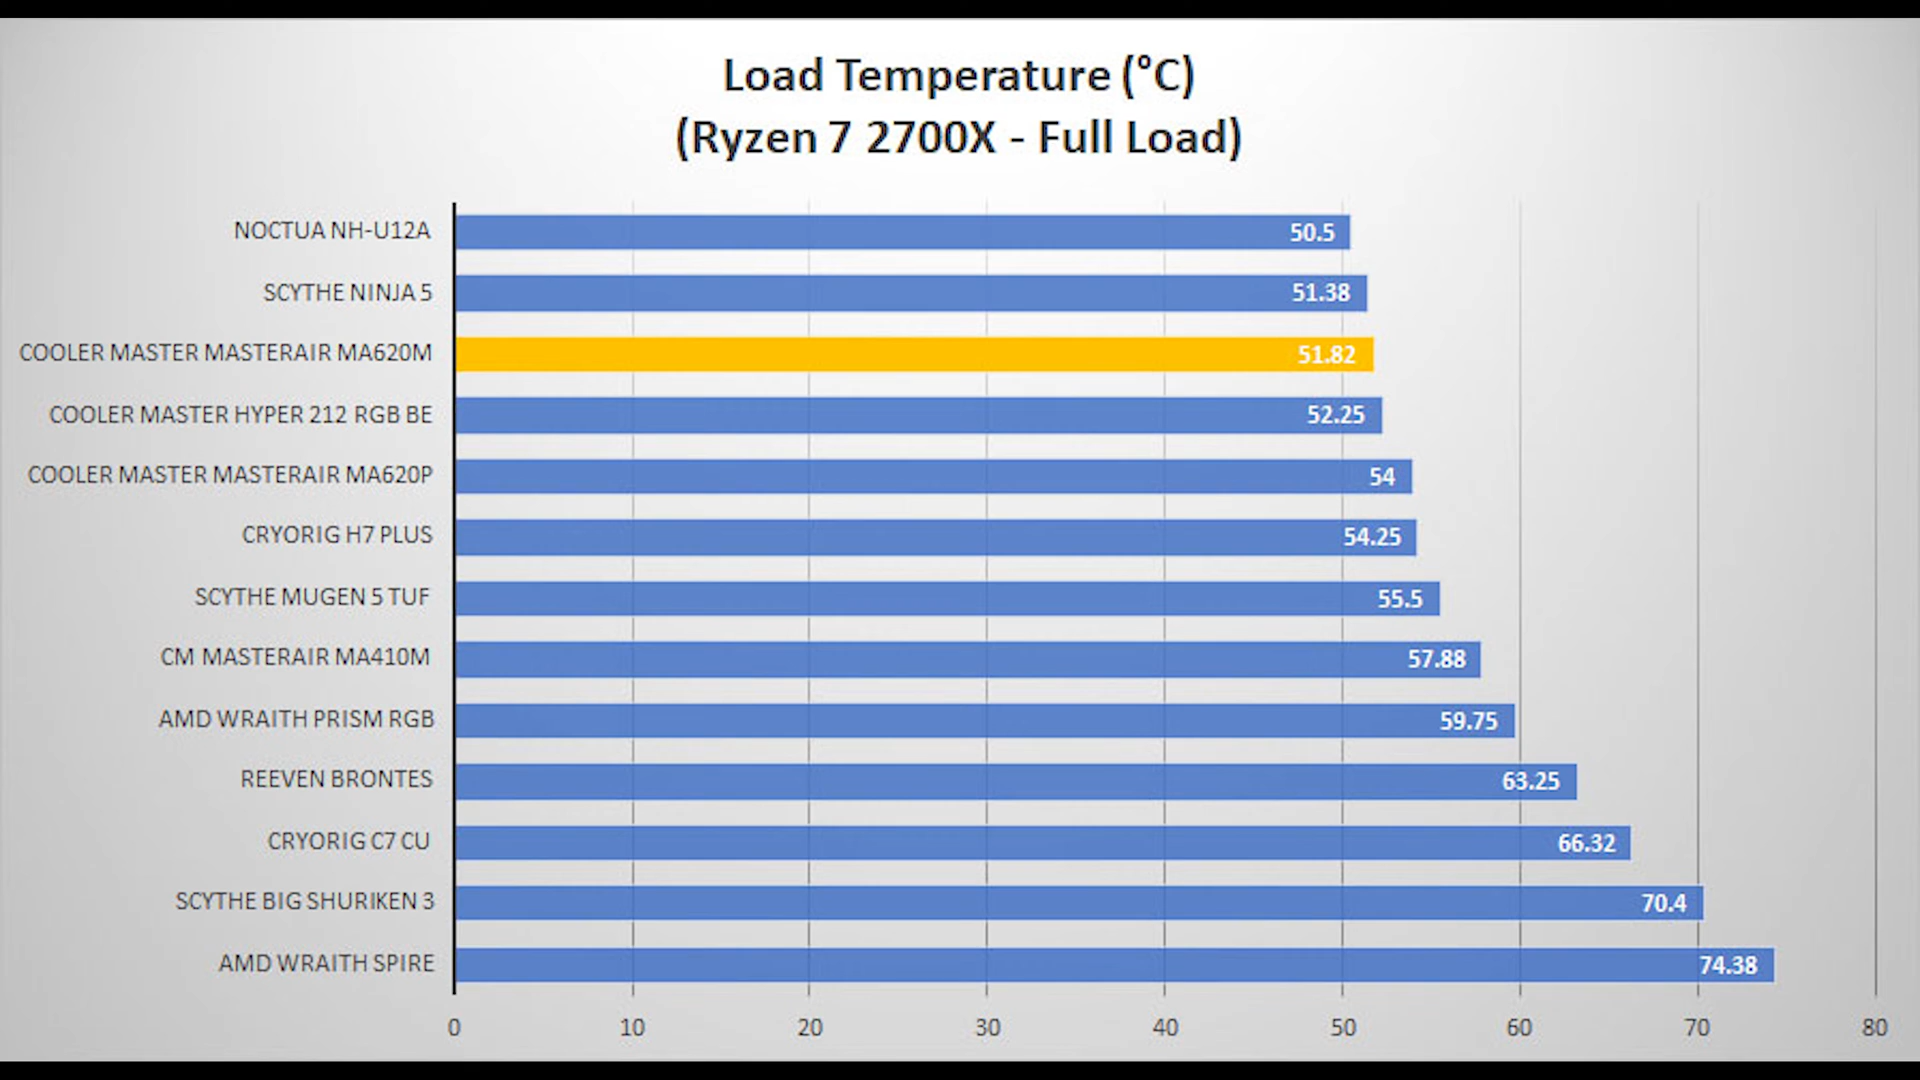 Load Temperature (°C)
(Ryzen 7 2700X - Full Load)
NOCTUA NH-U12A 50.5
SCYTHE NINJA 5 51.38
COOLER MASTER MASTERAIR MA620M 51.82
COOLER MASTER HYPER 212 RGB BE 52.25
COOLER MASTER MASTERAIR MA620P 54
CRYORIG H7 PLUS 54.25
SCYTHE MUGEN 5 TUF 55.5
CM MASTERAIR MA410M 57.88
AMD WRAITH PRISM RGB 59.75
REEVEN BRONTES 63.25
CRYORIG C7 CU 66.32
SCYTHE BIG SHURIKEN 3 70.4
AMD WRAITH SPIRE 74.38
0 10 20 30 40 50 60 70 80